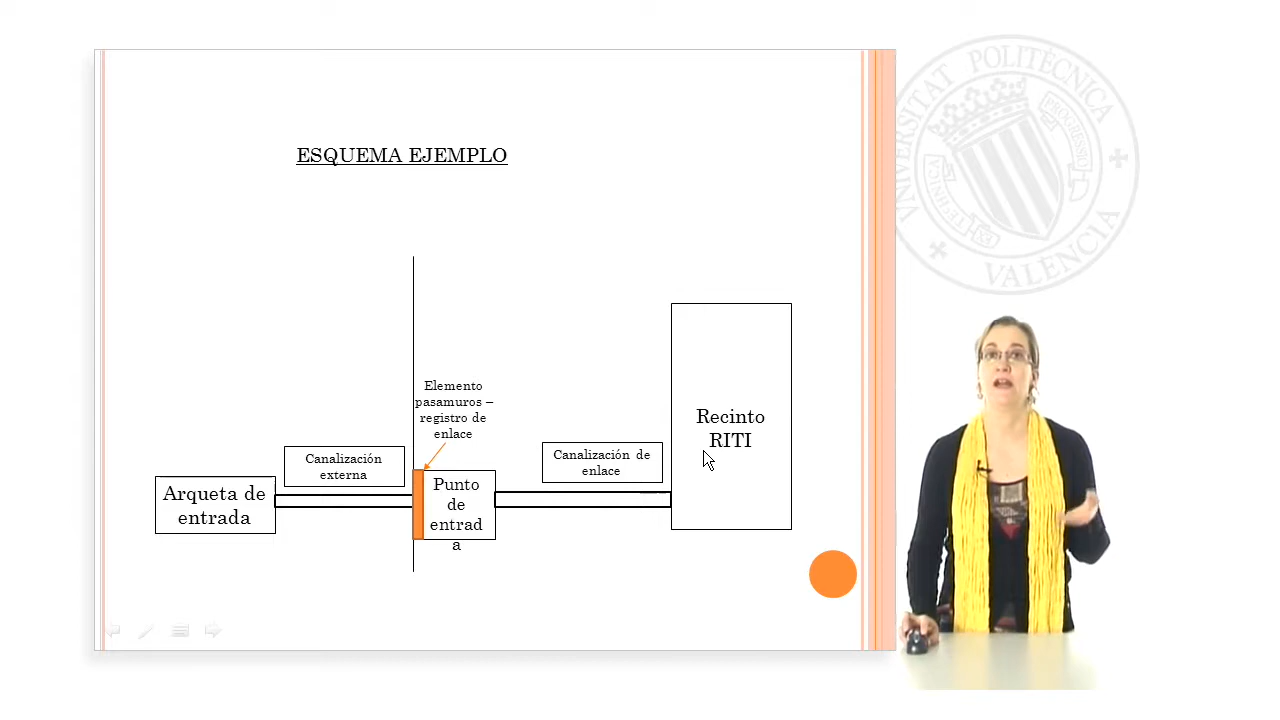 ESQUEMA EJEMPLO
Elemento
pasamuros –
registro de
enlace
Canalización
externa
Canalización de
enlace
Recinto
RITI
Arqueta de
entrada
Punto
de
entrad
a
UNIVERSITAT POLITÈCNICA
VALÈNCIA